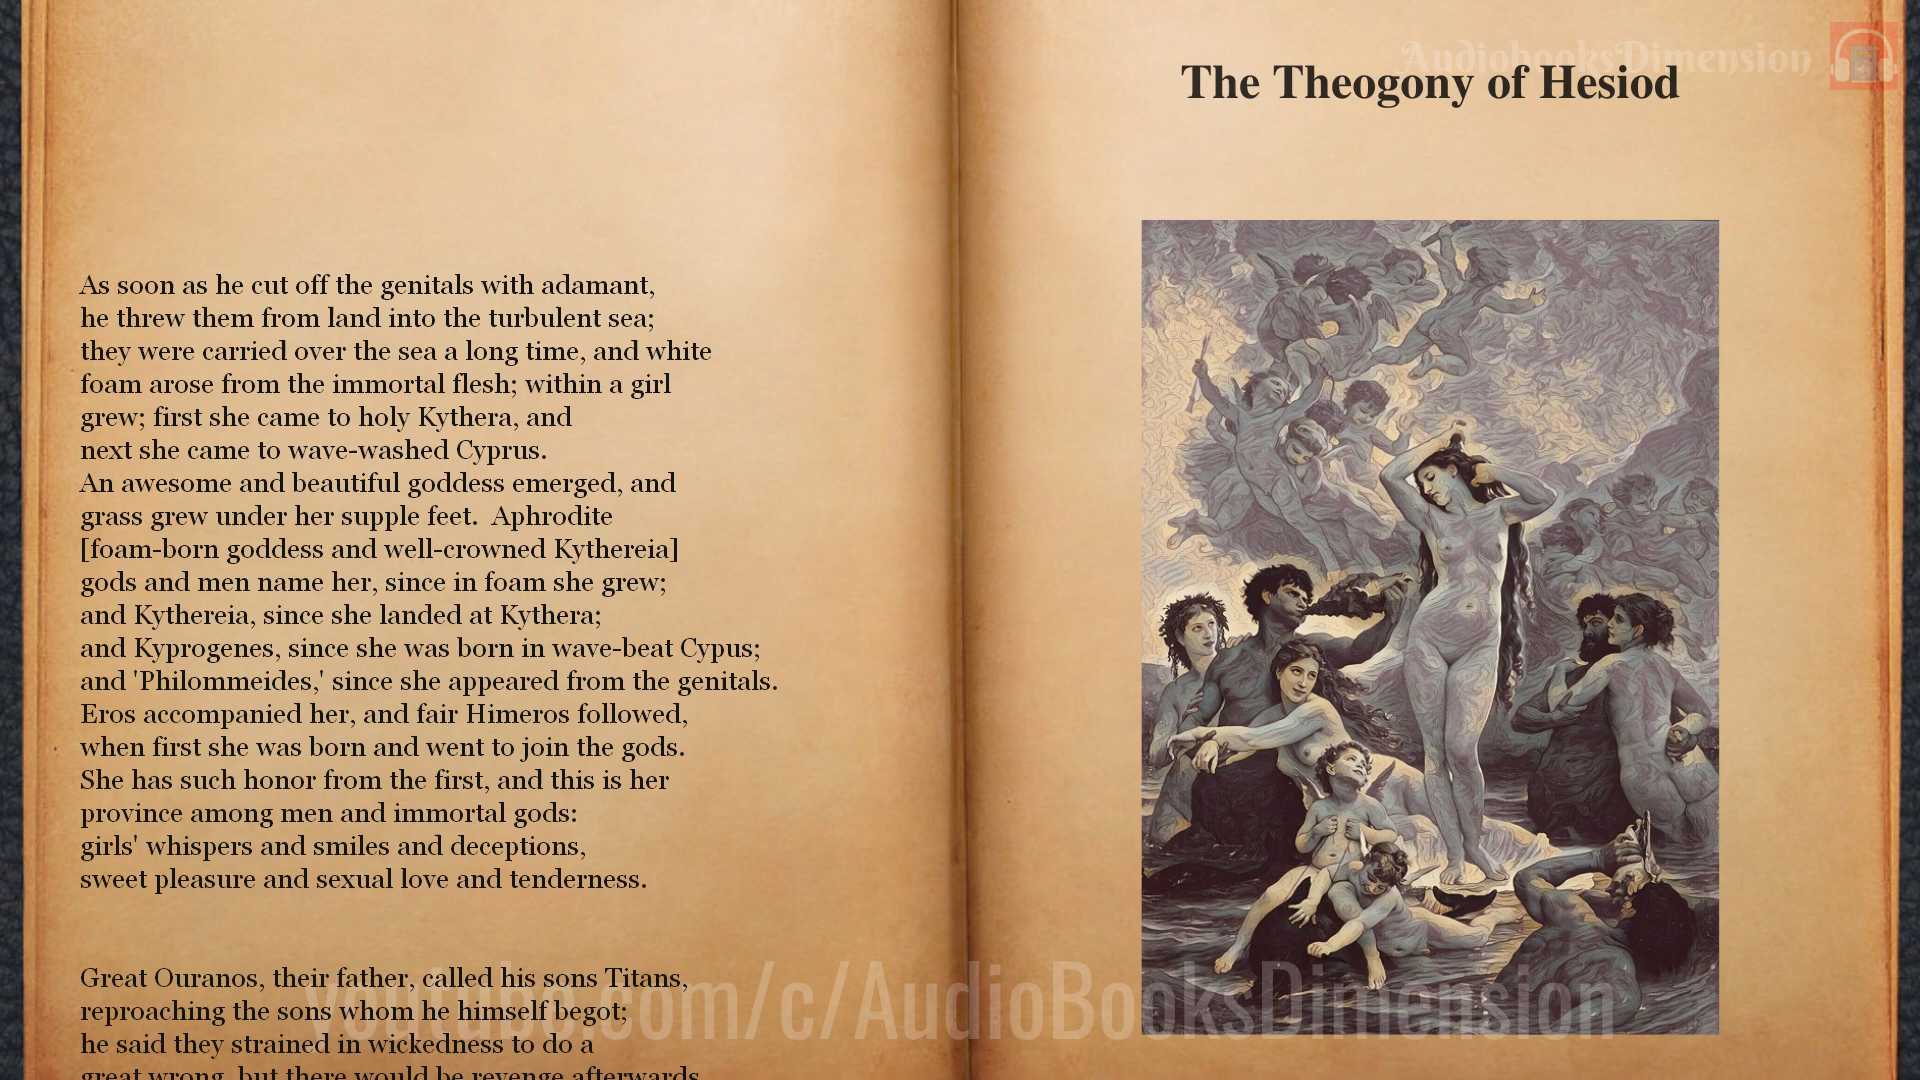 AudiobooksDimension
The Theogony of Hesiod
As soon as he cut off the genitals with adamant,
he threw them from land into the turbulent sea;
they were carried over the sea a long time, and white
foam arose from the immortal flesh; within a girl
grew; first she came to holy Kythera, and
next she came to wave-washed Cyprus.
An awesome and beautiful goddess emerged, and
grass grew under her supple feet.  Aphrodite
[foam-born goddess and well-crowned Kythereia]
gods and men name her, since in foam she grew;
and Kythereia, since she landed at Kythera;
and Kyprogenes, since she was born in wave-beat Cypus;
and 'Philommeides,' since she appeared from the genitals.
Eros accompanied her, and fair Himeros followed,
when first she was born and went to join the gods.
She has such honor from the first, and this is her
province among men and immortal gods:
girls' whispers and smiles and deceptions,
sweet pleasure and sexual love and tenderness.
Great Ouranos, their father, called his sons Titans,
reproaching the sons whom he himself begot;
he said they strained in wickedness to do a
great wrong, but there would be revenge afterwards
youtube.com/c/AudioBooksDimension